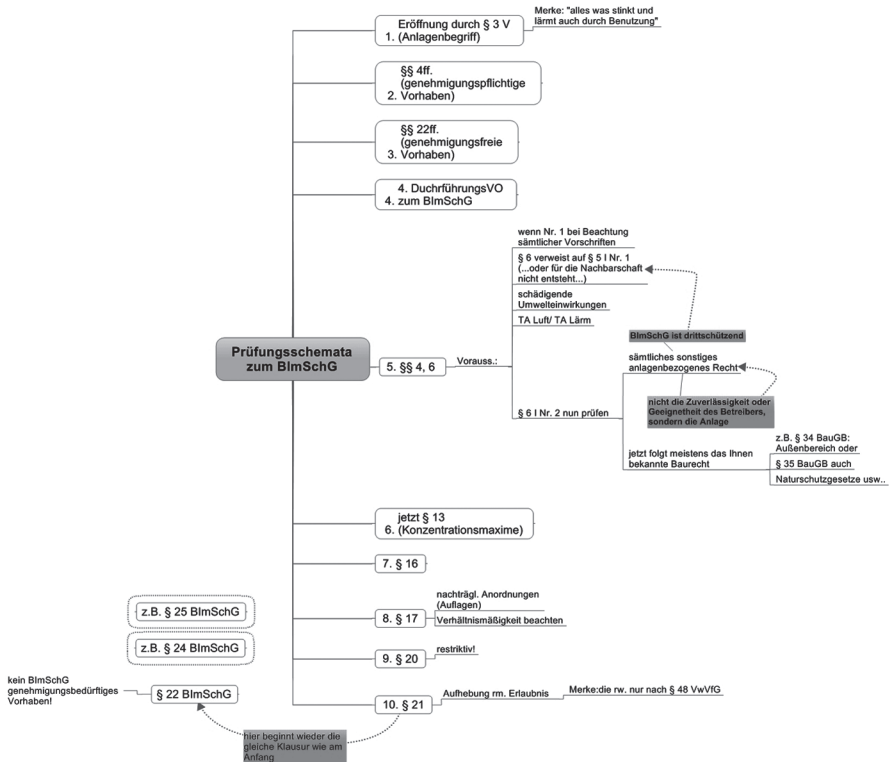 Prüfungsschemata
zum BImSchG
Eröffnung durch § 3 V
1. (Anlagenbegriff)
Merke: "alles was stinkt und
lärmt auch durch Benutzung"
§§ 4ff.
(genehmigungspflichtige
2. Vorhaben)
§§ 22ff.
(genehmigungsfreie
3. Vorhaben)
4. DuchrführungsVO
4. zum BImSchG
5. §§ 4, 6
Vorauss.:
wenn Nr. 1 bei Beachtung
sämtlicher Vorschriften
§ 6 verweist auf § 5 I Nr. 1
(...oder für die Nachbarschaft
nicht entsteht...)
schädigende
Umwelteinwirkungen
TA Luft/ TA Lärm
BImSchG ist drittschützend
§ 6 I Nr. 2 nun prüfen
sämtliches sonstiges
anlagenbezogenes Recht
nicht die Zuverlässigkeit oder
Geeignetheit des Betreibers,
sondern die Anlage
jetzt folgt meistens das Ihnen
bekannte Baurecht
z.B. § 34 BauGB:
Außenbereich oder
§ 35 BauGB auch
Naturschutzgesetze usw..
jetzt § 13
6. (Konzentrationsmaxime)
7. § 16
8. § 17
nachträgl. Anordnungen
(Auflagen)
Verhältnismäßigkeit beachten
9. § 20
restriktiv!
10. § 21
Aufhebung rm. Erlaubnis
Merke:die rw. nur nach § 48 VwVfG
z.B. § 25 BImSchG
z.B. § 24 BImSchG
§ 22 BImSchG
kein BImSchG
genehmigungsbedürftiges
Vorhaben!
hier beginnt wieder die
gleiche Klausur wie am
Anfang